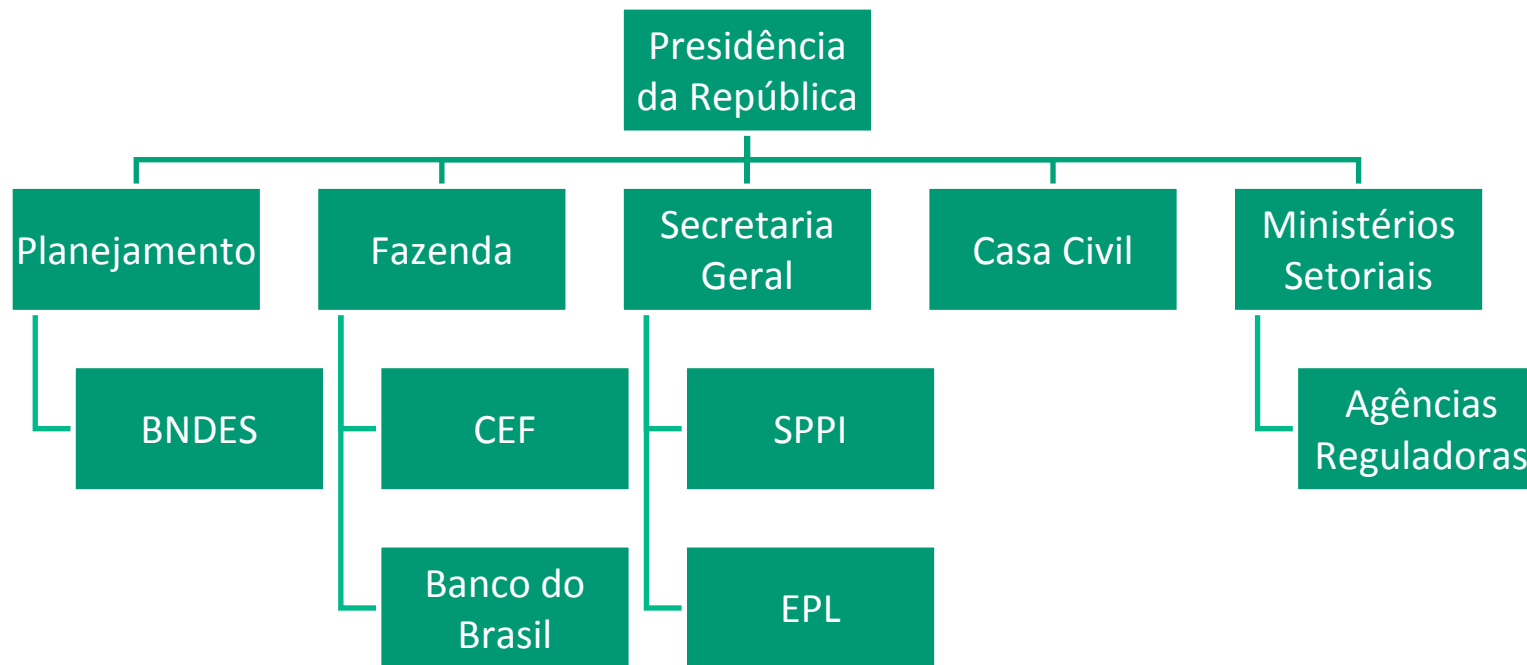 Presidência
da República
Planejamento
Fazenda
Secretaria
Geral
Casa Civil
Ministérios
Setoriais
BNDES
CEF
SPPI
Agências
Reguladoras
Banco do
Brasil
EPL